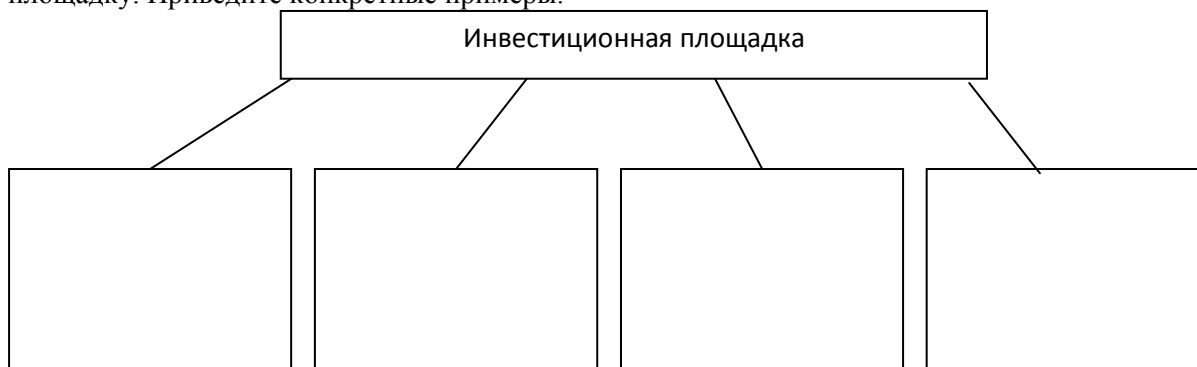 площадку. Приведите конкретные примеры.
Инвестиционная площадка